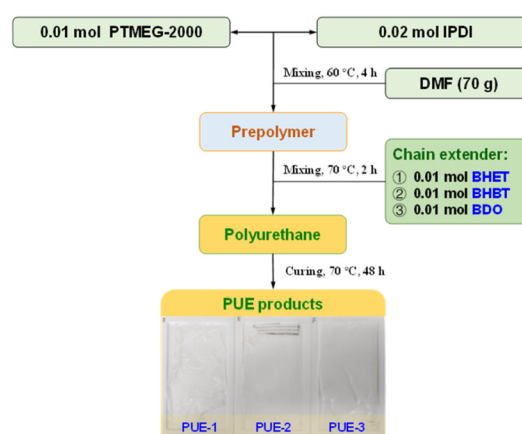 0.01 mol PTMEG-2000
0.02 mol IPDI
Mixing, 60 °C, 4 h
DMF (70 g)
Prepolymer
Mixing, 70 °C, 2 h
Chain extender:
① 0.01 mol BHET
② 0.01 mol BHBT
③ 0.01 mol BDO
Polyurethane
Curing, 70 °C, 48 h
PUE products
PUE-1 PUE-2 PUE-3